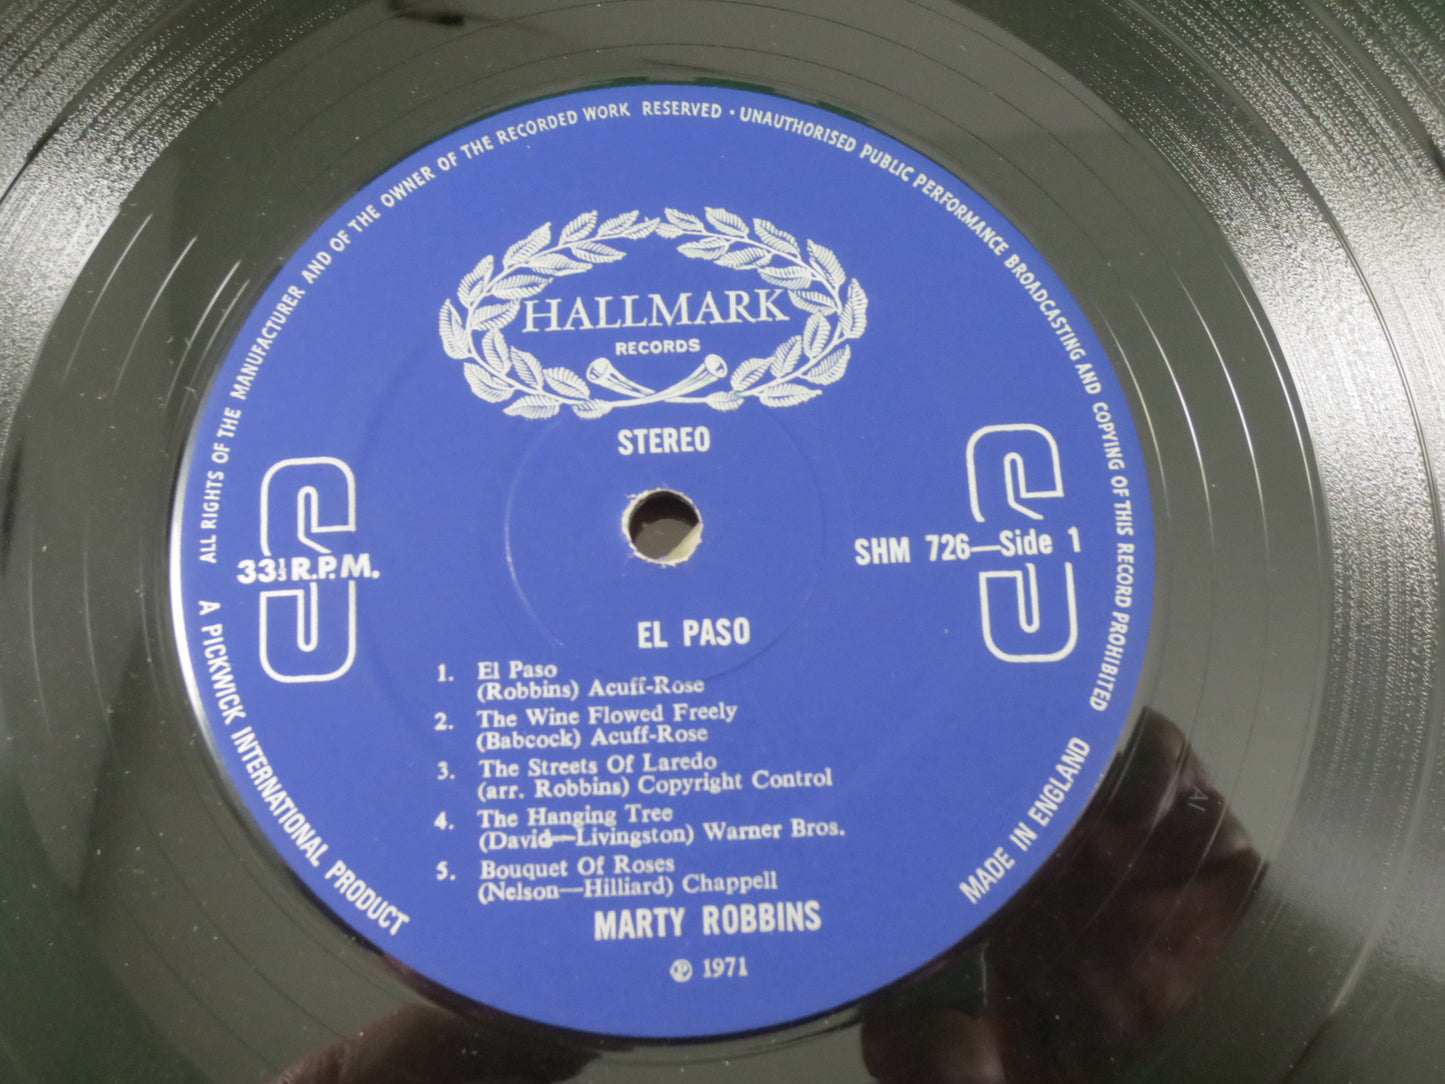 ALL RIGHTS OF THE MANUFACTURER AND OF THE OWNER OF THE RECORDED WORK RESERVED · UNAUTHORISED PUBLIC PERFORMANCE BROADCASTING AND COPYING OF THIS RECORD PROHIBITED
HALLMARK
RECORDS
STEREO
33⅓ R.P.M.
SHM 726—Side 1
EL PASO
1. El Paso
(Robbins) Acuff-Rose
2. The Wine Flowed Freely
(Babcock) Acuff-Rose
3. The Streets Of Laredo
(arr. Robbins) Copyright Control
4. The Hanging Tree
(David—Livingston) Warner Bros.
5. Bouquet Of Roses
(Nelson—Hilliard) Chappell
MARTY ROBBINS
℗ 1971
A PICKWICK INTERNATIONAL PRODUCT
MADE IN ENGLAND